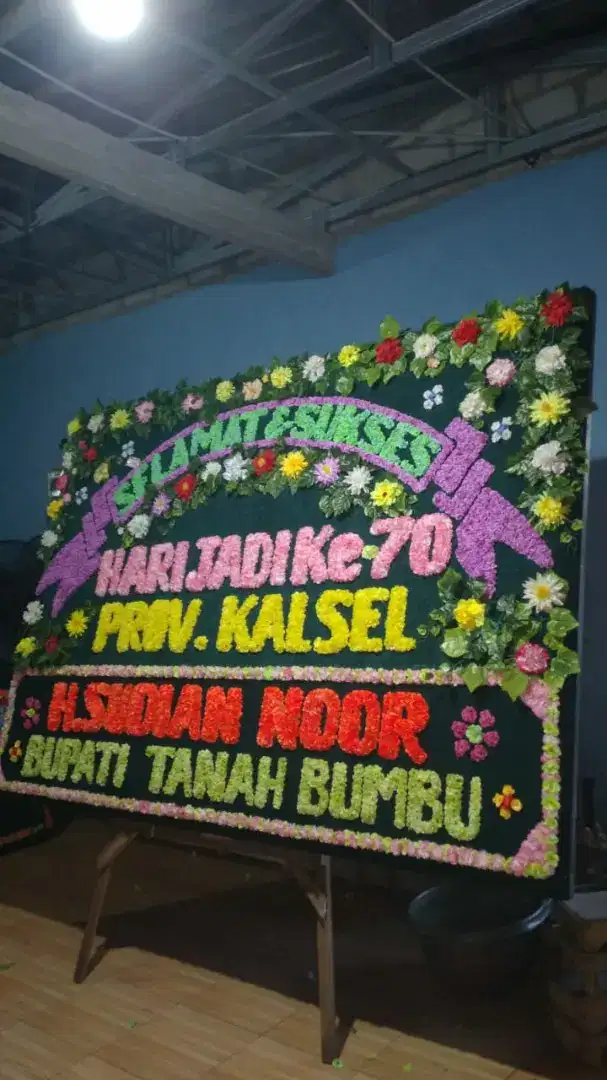 SELAMAT & SUKSES
HARI JADI Ke 70
PROV. KALSEL
H. SUDIAN NOOR
BUPATI TANAH BUMBU